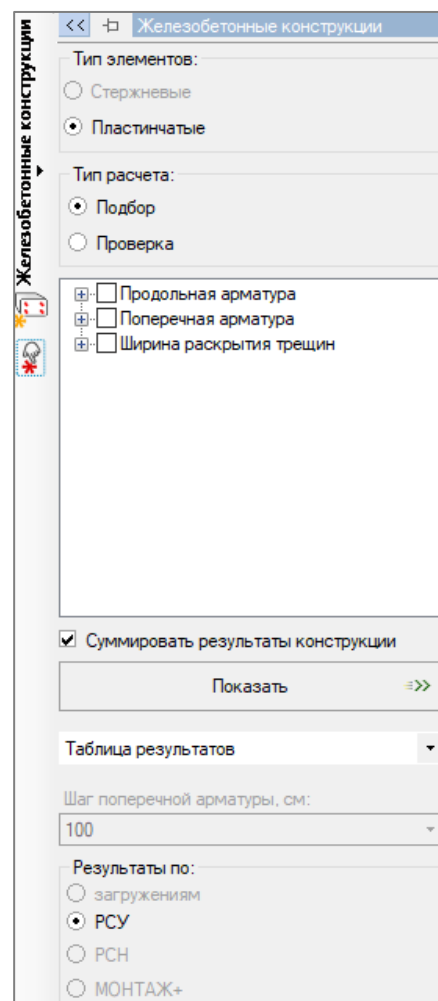 Железобетонные конструкции
<< Железобетонные конструкции
Тип элементов:
Стержневые
Пластинчатые
Тип расчета:
Подбор
Проверка
Продольная арматура
Поперечная арматура
Ширина раскрытия трещин
Суммировать результаты конструкции
Показать
Таблица результатов
Шаг поперечной арматуры, см:
100
Результаты по:
загружениям
РСУ
РСН
МОНТАЖ+